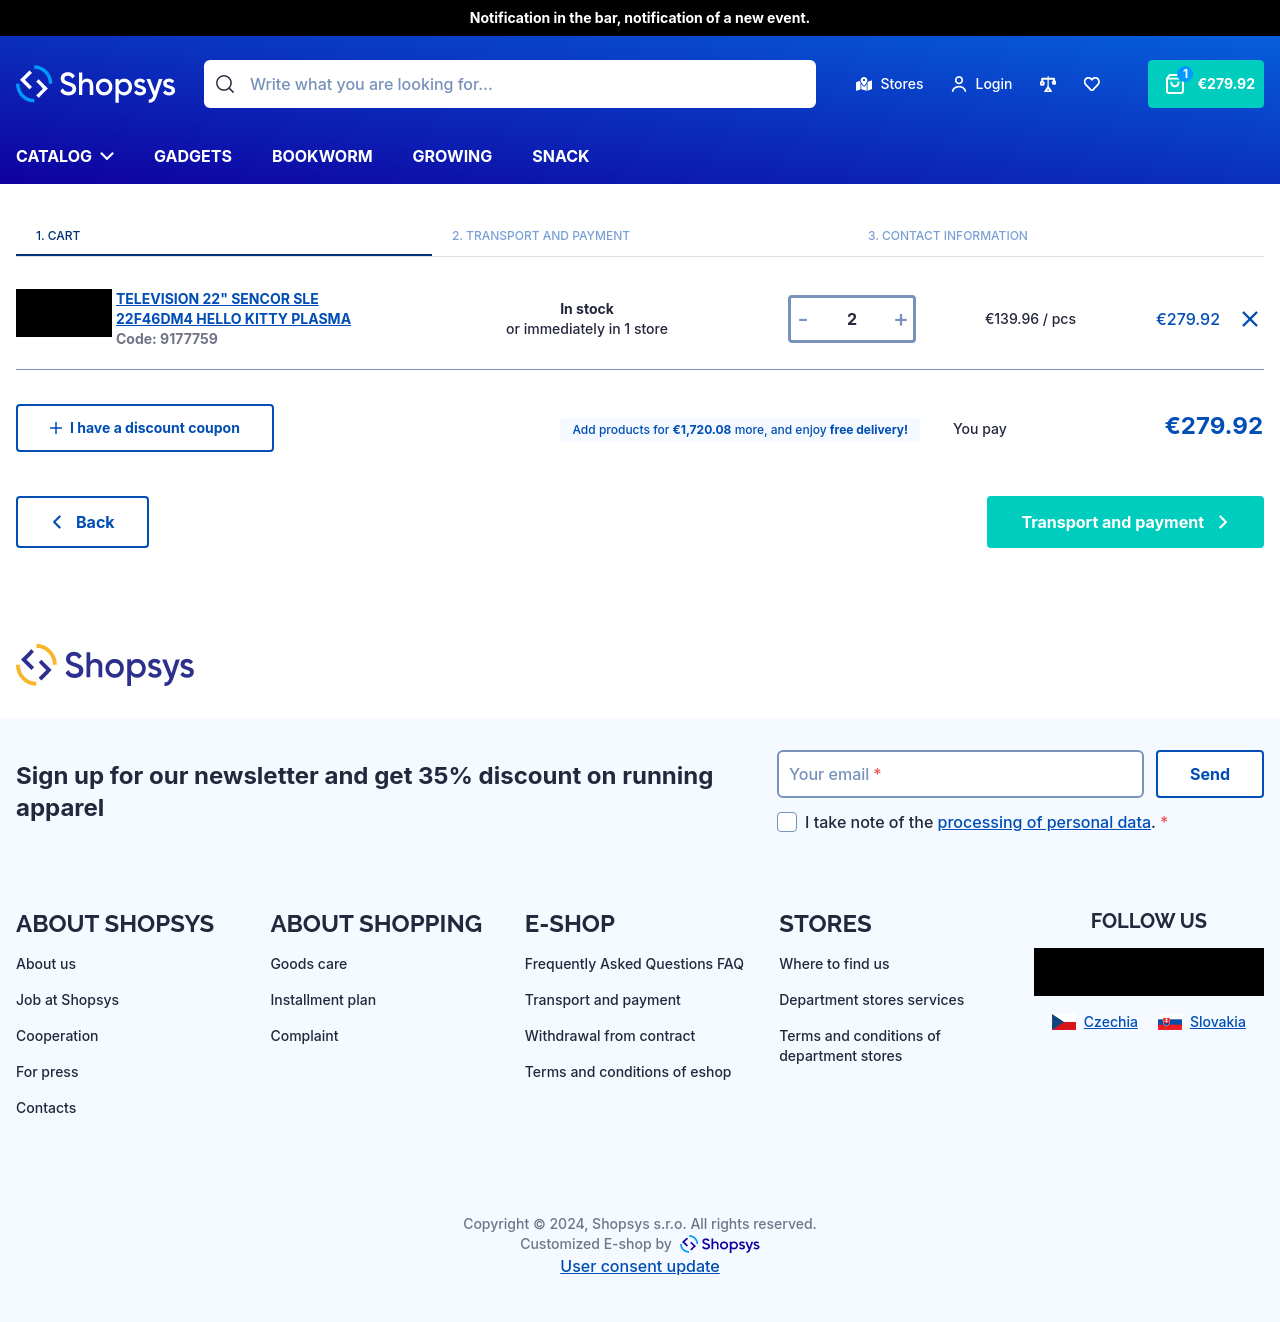 Notification in the bar, notification of a new event.
Shopsys
Write what you are looking for...
Stores
Login
1
€279.92
CATALOG
GADGETS
BOOKWORM
GROWING
SNACK
1. CART
2. TRANSPORT AND PAYMENT
3. CONTACT INFORMATION
TELEVISION 22" SENCOR SLE
22F46DM4 HELLO KITTY PLASMA
Code: 9177759
In stock
or immediately in 1 store
- 2 +
€139.96 / pcs
€279.92
I have a discount coupon
Add products for €1,720.08 more, and enjoy free delivery!
You pay
€279.92
Back
Transport and payment
Shopsys
Sign up for our newsletter and get 35% discount on running
apparel
Your email *
Send
I take note of the processing of personal data. *
ABOUT SHOPSYS
About us
Job at Shopsys
Cooperation
For press
Contacts
ABOUT SHOPPING
Goods care
Installment plan
Complaint
E-SHOP
Frequently Asked Questions FAQ
Transport and payment
Withdrawal from contract
Terms and conditions of eshop
STORES
Where to find us
Department stores services
Terms and conditions of
department stores
FOLLOW US
Czechia
Slovakia
Copyright © 2024, Shopsys s.r.o. All rights reserved.
Customized E-shop by Shopsys
User consent update